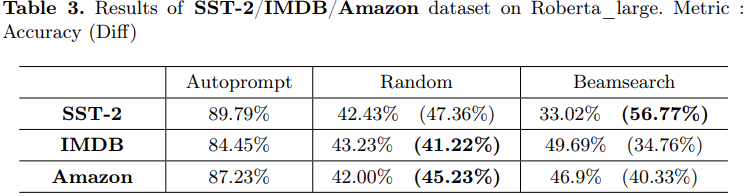 Table 3. Results of SST-2/IMDB/Amazon dataset on Roberta_large. Metric :
Accuracy (Diff)
Autoprompt Random Beamsearch
SST-2 89.79% 42.43% (47.36%) 33.02% (56.77%)
IMDB 84.45% 43.23% (41.22%) 49.69% (34.76%)
Amazon 87.23% 42.00% (45.23%) 46.9% (40.33%)